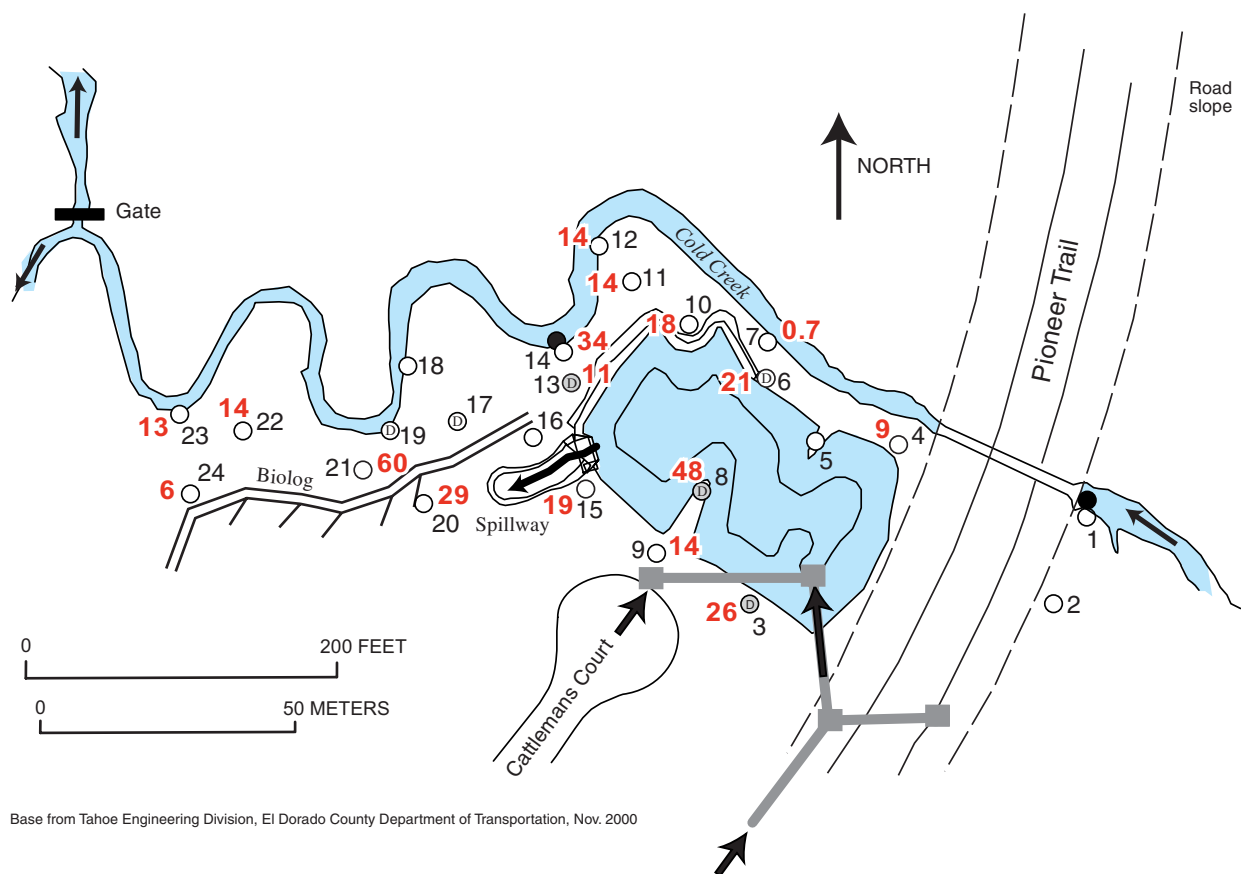 Road
slope
NORTH
Gate
Pioneer Trail
Cold Creek
14 12
14 11
10
18
7 0.7
34
14
11
13 D
21 D 6
18
17
D
14
22
13
23
D 19
16
9 4
5
60
21
24
6
Biolog
29
20
48
8
D
19 15
Spillway
9 14
1
2
26 D
3
Cattlemans Court
0 200 FEET
0 50 METERS
Base from Tahoe Engineering Division, El Dorado County Department of Transportation, Nov. 2000